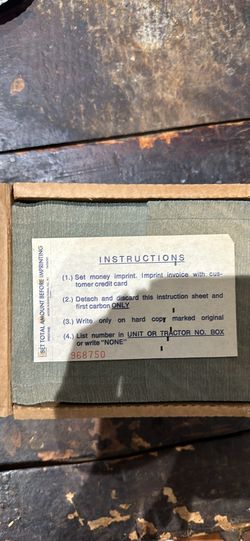 INSTRUCTIONS
(1.) Set money imprint. Imprint invoice with cus-
tomer credit card
(2.) Detach and discard this instruction sheet and
first carbon ONLY
(3.) Write only on hard copy marked original
(4.) List number in UNIT OR TRACTOR NO. BOX
or write "NONE"
968750
SET TOTAL AMOUNT BEFORE IMPRINTING